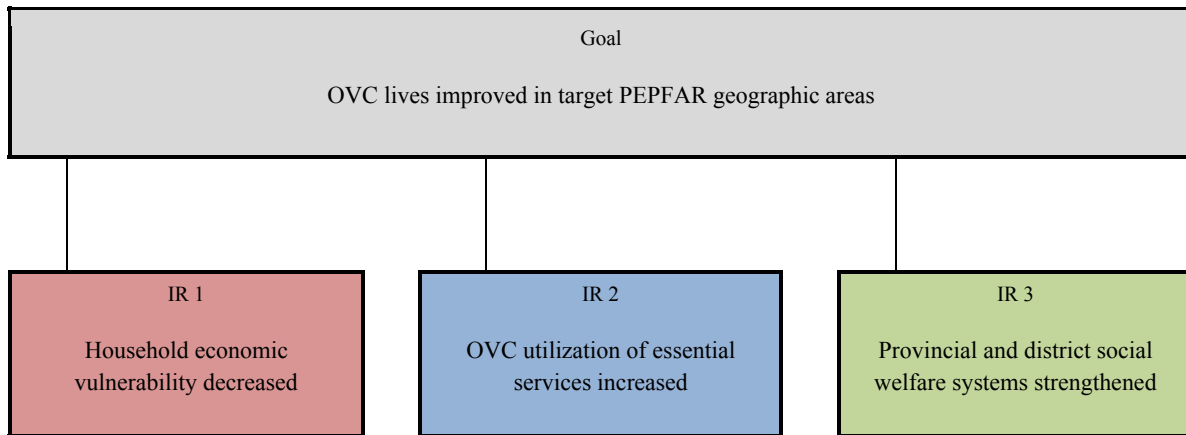 Goal
OVC lives improved in target PEPFAR geographic areas
IR 1
Household economic
vulnerability decreased
IR 2
OVC utilization of essential
services increased
IR 3
Provincial and district social
welfare systems strengthened